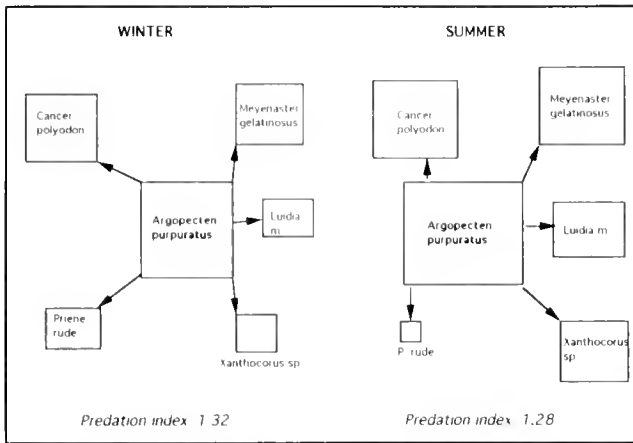 WINTER
SUMMER
Cancer
polyodon
Meyenaster
gelatinosus
Argopecten
purpuratus
Luidia
m
Priene
rude
Xanthocorus sp
Predation index 1 32
Cancer
polyodon
Meyenaster
gelatinosus
Argopecten
purpuratus
Luidia m
P. rude
Xanthocorus
sp
Predation index 1.28